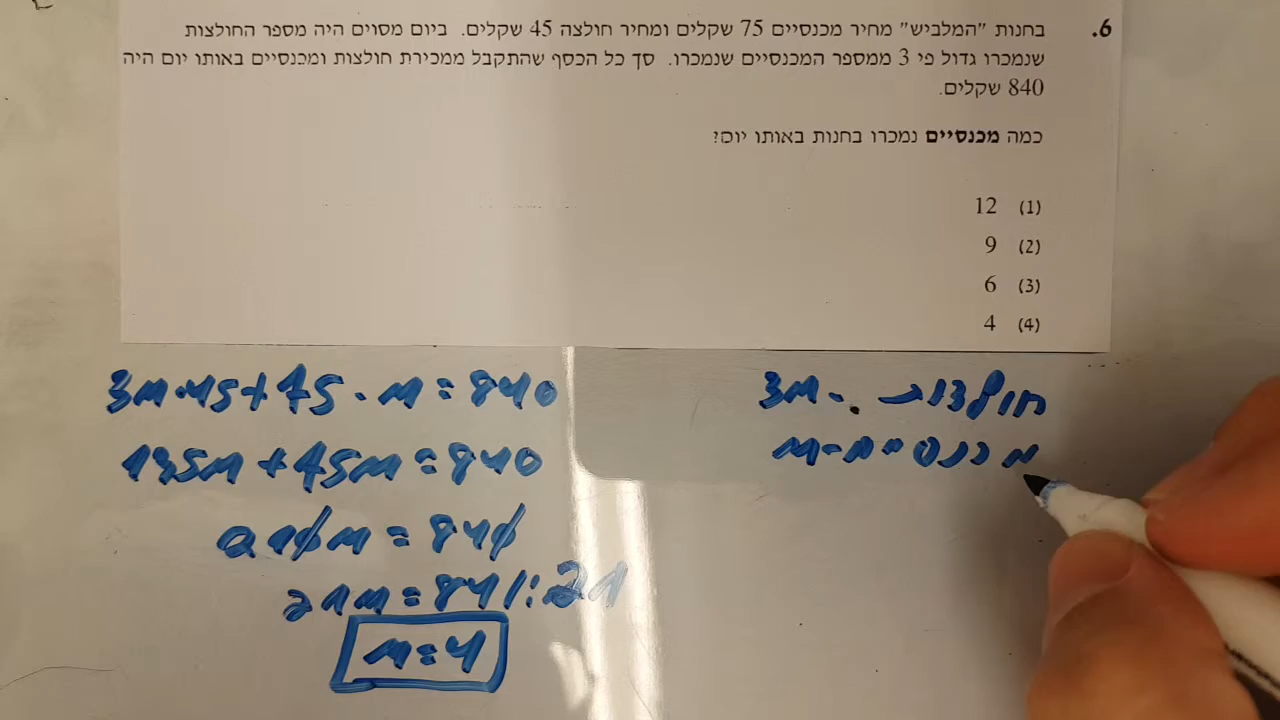 6. בחנות "המלביש" מחיר מכנסיים 75 שקלים ומחיר חולצה 45 שקלים. ביום מסוים היה מספר החולצות
שנמכרו גדול פי 3 ממספר המכנסיים שנמכרו. סך כל הכסף שהתקבל ממכירת חולצות ומכנסיים באותו יום היה
840 שקלים.
כמה מכנסיים נמכרו בחנות באותו יום?
(1) 12
(2) 9
(3) 6
(4) 4
חולצות - 3M
מכנסיים - M
3M·45+75·M=840
135M+75M=840
210M=840
21M=84/:21
M=4